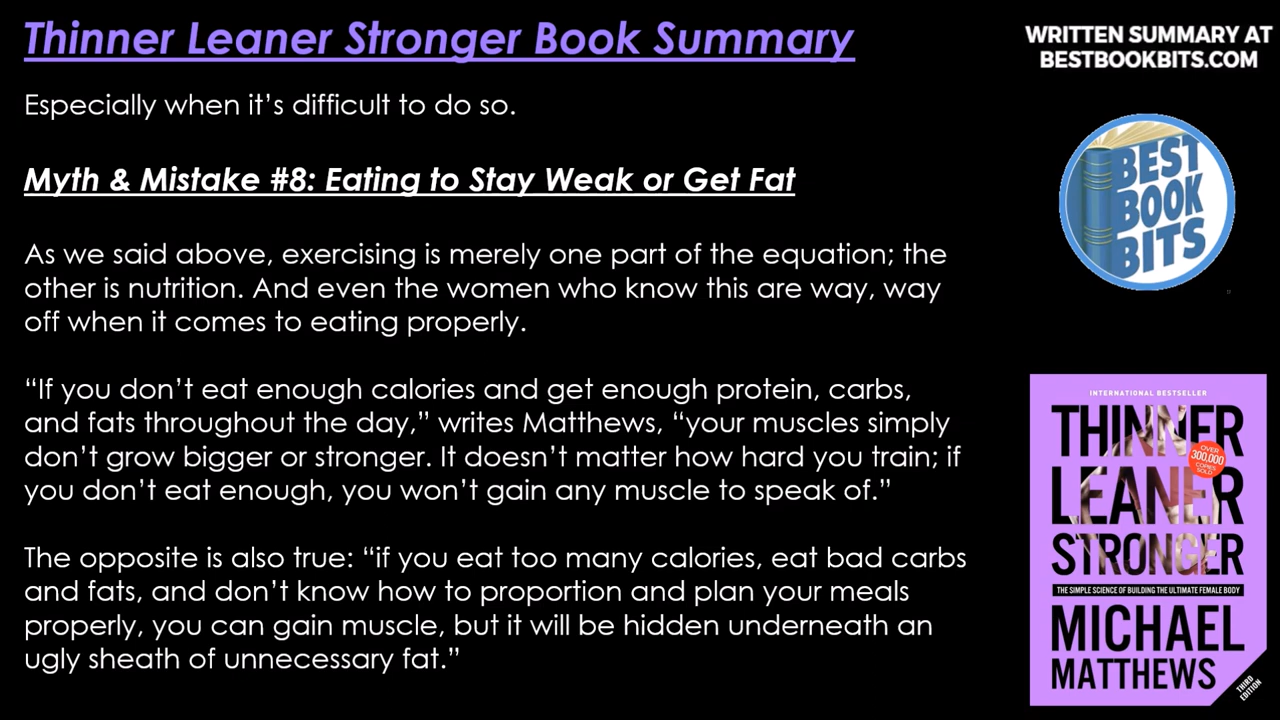 Thinner Leaner Stronger Book Summary
WRITTEN SUMMARY AT
BESTBOOKBITS.COM
Especially when it’s difficult to do so.
Myth & Mistake #8: Eating to Stay Weak or Get Fat
As we said above, exercising is merely one part of the equation; the
other is nutrition. And even the women who know this are way, way
off when it comes to eating properly.
“If you don’t eat enough calories and get enough protein, carbs,
and fats throughout the day,” writes Matthews, “your muscles simply
don’t grow bigger or stronger. It doesn’t matter how hard you train; if
you don’t eat enough, you won’t gain any muscle to speak of.”
The opposite is also true: “if you eat too many calories, eat bad carbs
and fats, and don’t know how to proportion and plan your meals
properly, you can gain muscle, but it will be hidden underneath an
ugly sheath of unnecessary fat.”
BEST
BOOK
BITS
INTERNATIONAL BESTSELLER
THINNER
OVER
300,000
COPIES
SOLD
LEANER
STRONGER
THE SIMPLE SCIENCE OF BUILDING THE ULTIMATE FEMALE BODY
MICHAEL
MATTHEWS
THIRD
EDITION